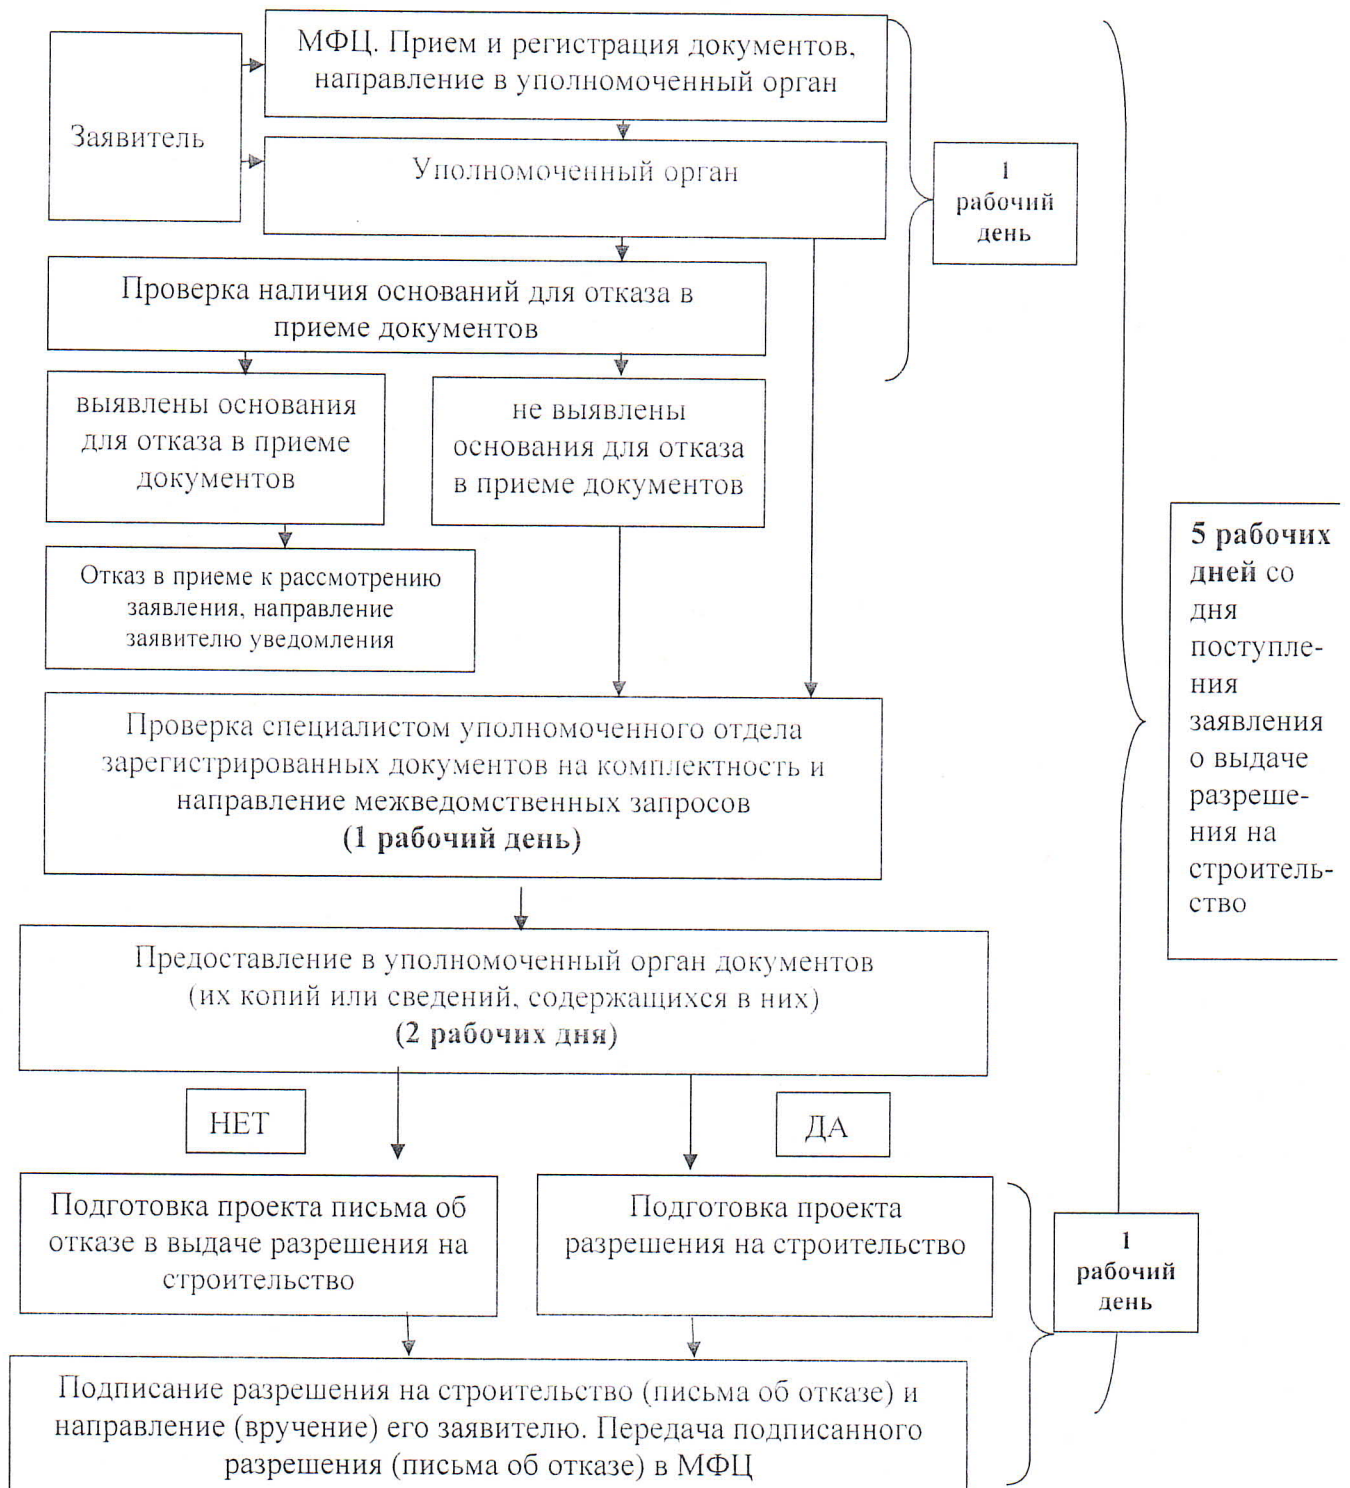 МФЦ. Прием и регистрация документов,
направление в уполномоченный орган
Заявитель
Уполномоченный орган
1
рабочий
день
Проверка наличия оснований для отказа в
приеме документов
выявлены основания
для отказа в приеме
документов
не выявлены
основания для отказа
в приеме документов
Отказ в приеме к рассмотрению
заявления, направление
заявителю уведомления
5 рабочих
дней со
дня
поступле-
ния
заявления
о выдаче
разреше-
ния на
строитель-
ство
Проверка специалистом уполномоченного отдела
зарегистрированных документов на комплектность и
направление межведомственных запросов
(1 рабочий день)
Предоставление в уполномоченный орган документов
(их копий или сведений, содержащихся в них)
(2 рабочих дня)
НЕТ
ДА
Подготовка проекта письма об
отказе в выдаче разрешения на
строительство
Подготовка проекта
разрешения на строительство
1
рабочий
день
Подписание разрешения на строительство (письма об отказе) и
направление (вручение) его заявителю. Передача подписанного
разрешения (письма об отказе) в МФЦ